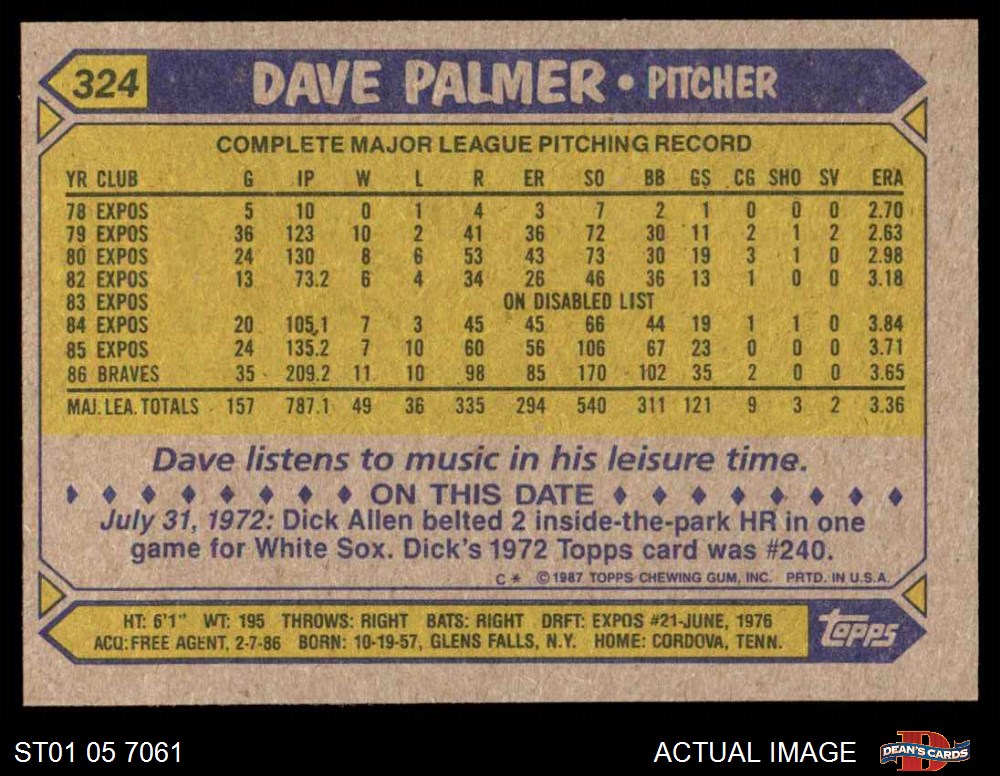 324 DAVE PALMER • PITCHER
COMPLETE MAJOR LEAGUE PITCHING RECORD
YR CLUB G IP W L R ER SO BB GS CG SHO SV ERA
78 EXPOS 5 10 0 1 4 3 7 2 1 0 0 0 2.70
79 EXPOS 36 123 10 2 41 36 72 30 11 2 1 2 2.63
80 EXPOS 24 130 8 6 53 43 73 30 19 3 1 0 2.98
82 EXPOS 13 73.2 6 4 34 26 46 36 13 1 0 0 3.18
83 EXPOS ON DISABLED LIST
84 EXPOS 20 105.1 7 3 45 45 66 44 19 1 1 0 3.84
85 EXPOS 24 135.2 7 10 60 56 106 67 23 0 0 0 3.71
86 BRAVES 35 209.2 11 10 98 85 170 102 35 2 0 0 3.65
MAJ. LEA. TOTALS 157 787.1 49 36 335 294 540 311 121 9 3 2 3.36
Dave listens to music in his leisure time.
ON THIS DATE
July 31, 1972: Dick Allen belted 2 inside-the-park HR in one
game for White Sox. Dick's 1972 Topps card was #240.
C* ©1987 TOPPS CHEWING GUM, INC. PRTD. IN U.S.A.
HT: 6'1" WT: 195 THROWS: RIGHT BATS: RIGHT DRFT: EXPOS #21-JUNE, 1976
ACQ: FREE AGENT, 2-7-86 BORN: 10-19-57, GLENS FALLS, N.Y. HOME: CORDOVA, TENN.
topps
ST01 05 7061 ACTUAL IMAGE D DEAN'S CARDS